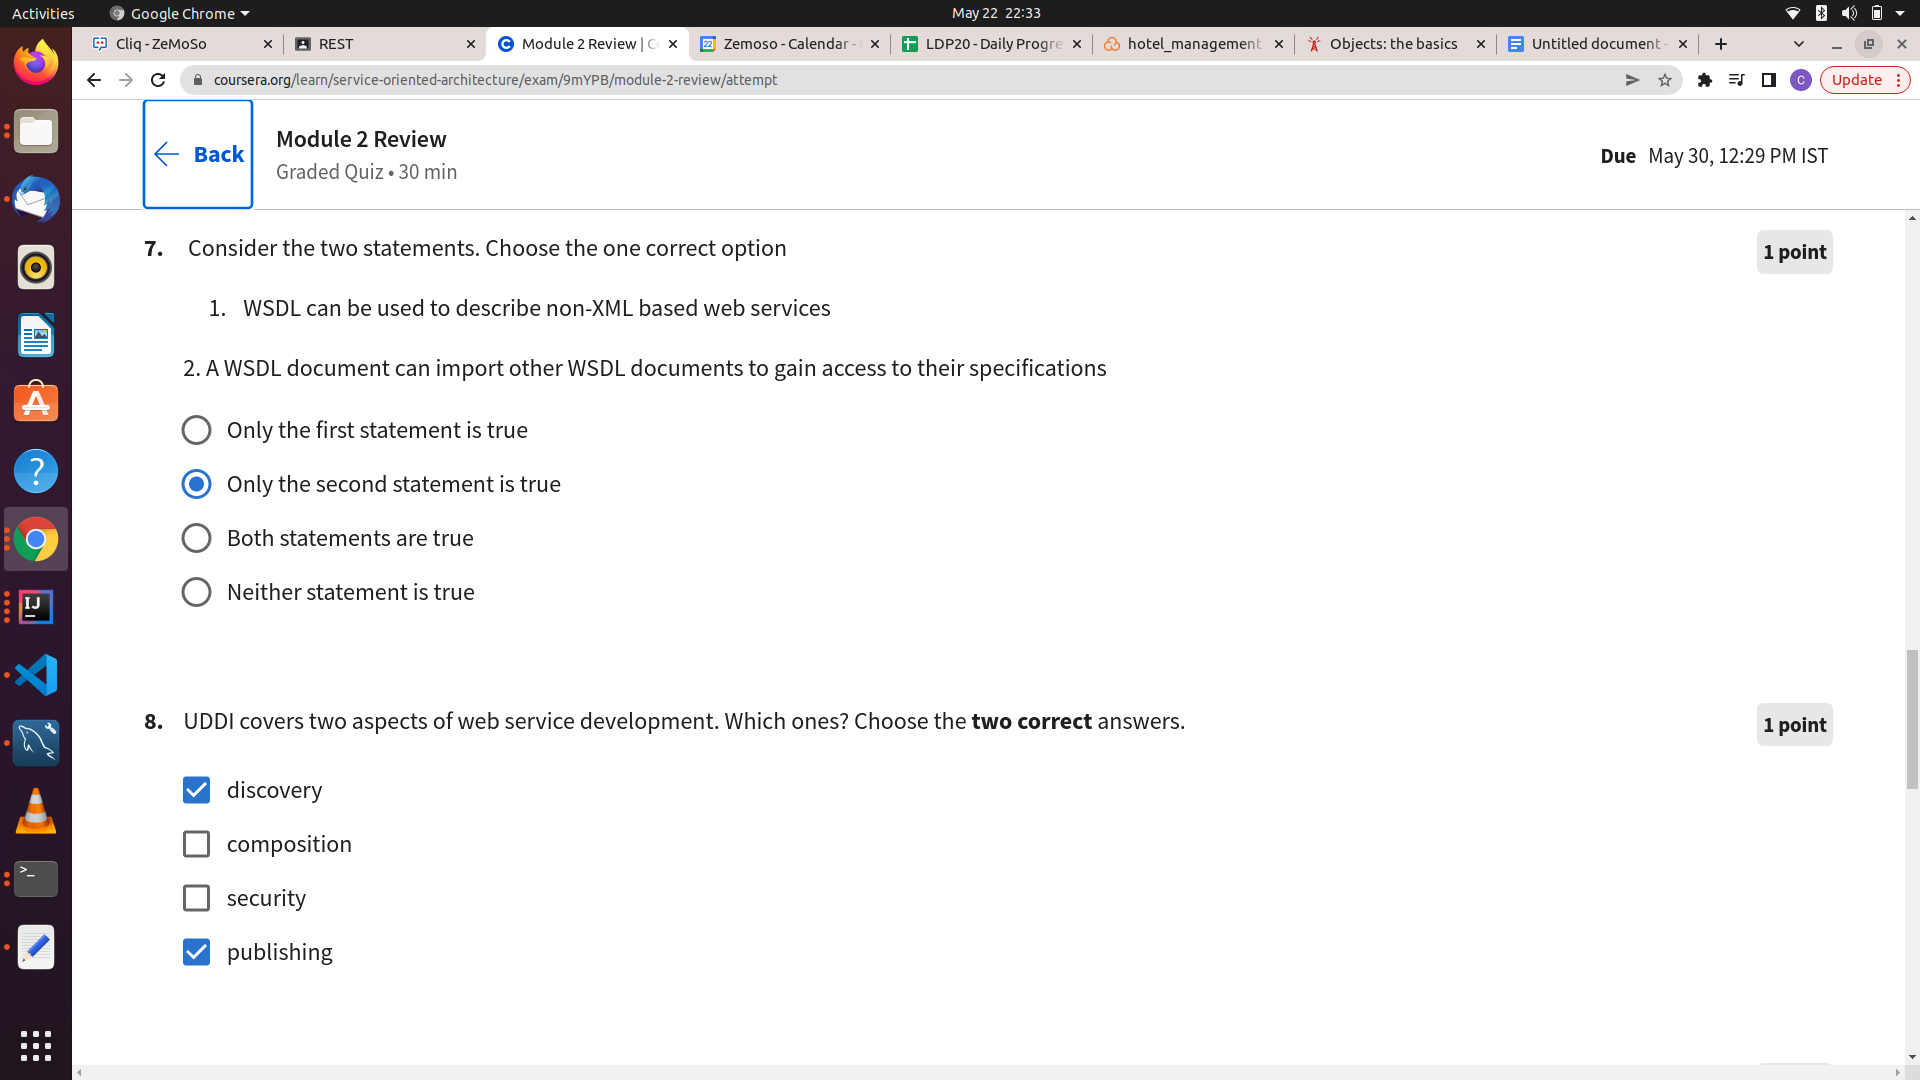 Activities
Google Chrome
May 22 22:33
Cliq - ZeMoSo
REST
Module 2 Review | C
Zemoso - Calendar -
LDP20 - Daily Progre
hotel_management
Objects: the basics
Untitled document -
coursera.org/learn/service-oriented-architecture/exam/9mYPB/module-2-review/attempt
C
Update
Back
Module 2 Review
Graded Quiz • 30 min
Due May 30, 12:29 PM IST
7. Consider the two statements. Choose the one correct option
1 point
1. WSDL can be used to describe non-XML based web services
2. A WSDL document can import other WSDL documents to gain access to their specifications
Only the first statement is true
Only the second statement is true
Both statements are true
Neither statement is true
8. UDDI covers two aspects of web service development. Which ones? Choose the two correct answers.
1 point
discovery
composition
security
publishing